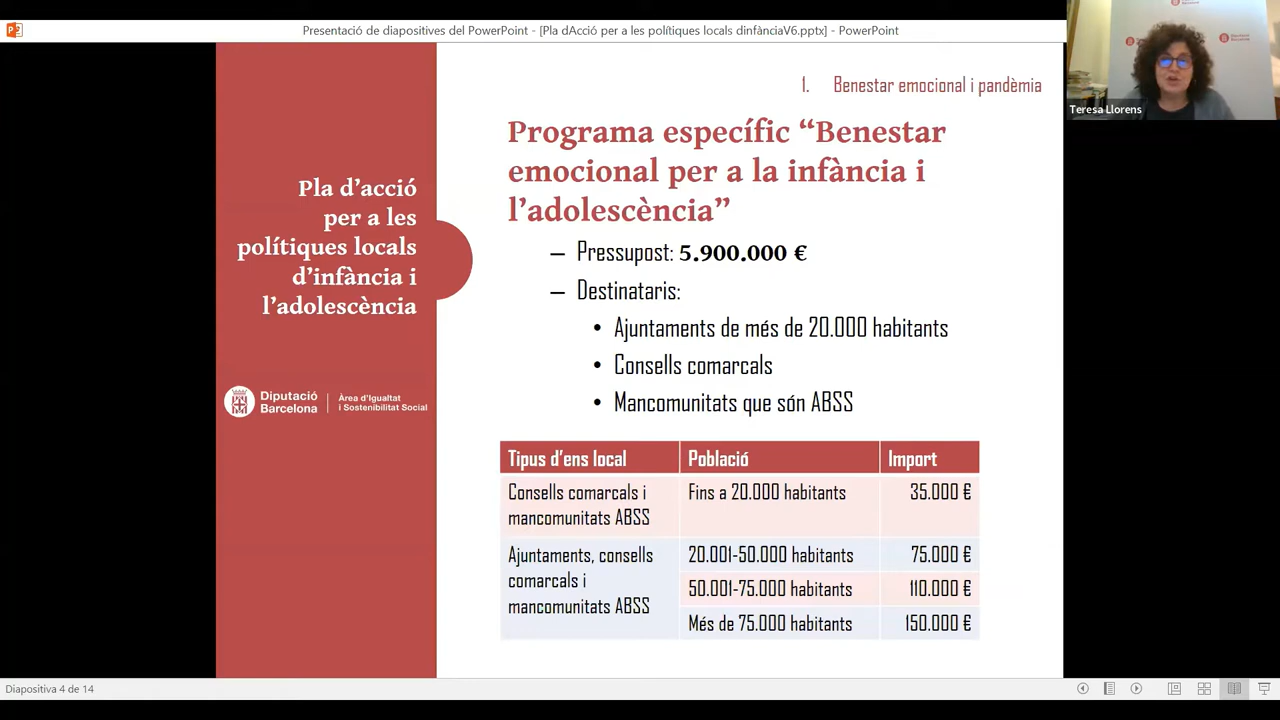 Presentació de diapositives del PowerPoint - [Pla dAcció per a les polítiques locals dinfànciaV6.pptx] - PowerPoint
Teresa Llorens
Diputació
Barcelona
Pla d'acció
per a les
polítiques locals
d'infància i
l'adolescència
Diputació
Barcelona
Àrea d'Igualtat
i Sostenibilitat Social
1. Benestar emocional i pandèmia
Programa específic “Benestar
emocional per a la infància i
l'adolescència”
– Pressupost: 5.900.000 €
– Destinataris:
• Ajuntaments de més de 20.000 habitants
• Consells comarcals
• Mancomunitats que són ABSS
Tipus d'ens local Població Import
Consells comarcals i Fins a 20.000 habitants 35.000 €
mancomunitats ABSS
Ajuntaments, consells 20.001-50.000 habitants 75.000 €
comarcals i 50.001-75.000 habitants 110.000 €
mancomunitats ABSS Més de 75.000 habitants 150.000 €
Diapositiva 4 de 14